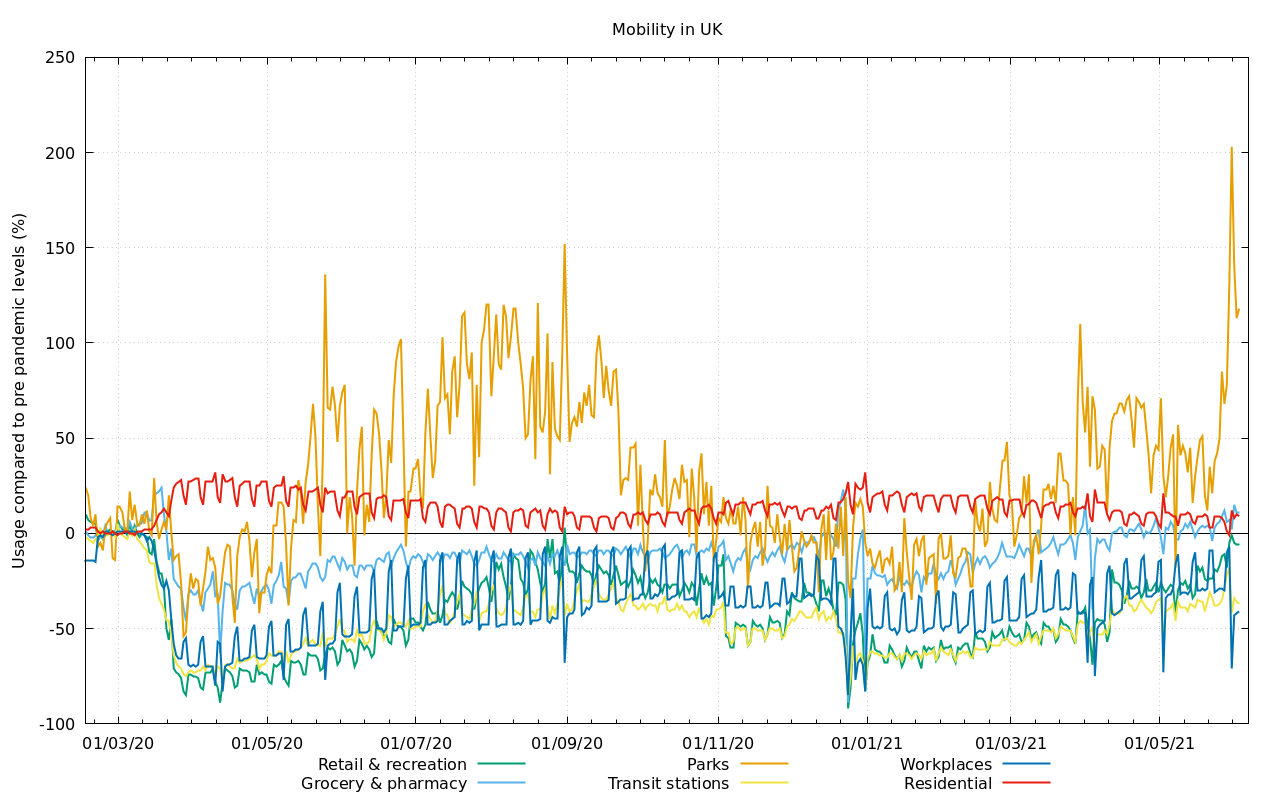 Mobility in UK
Usage compared to pre pandemic levels (%)
250
200
150
100
50
0
-50
-100
01/03/20 01/05/20 01/07/20 01/09/20 01/11/20 01/01/21 01/03/21 01/05/21
Retail & recreation Parks Workplaces
Grocery & pharmacy Transit stations Residential